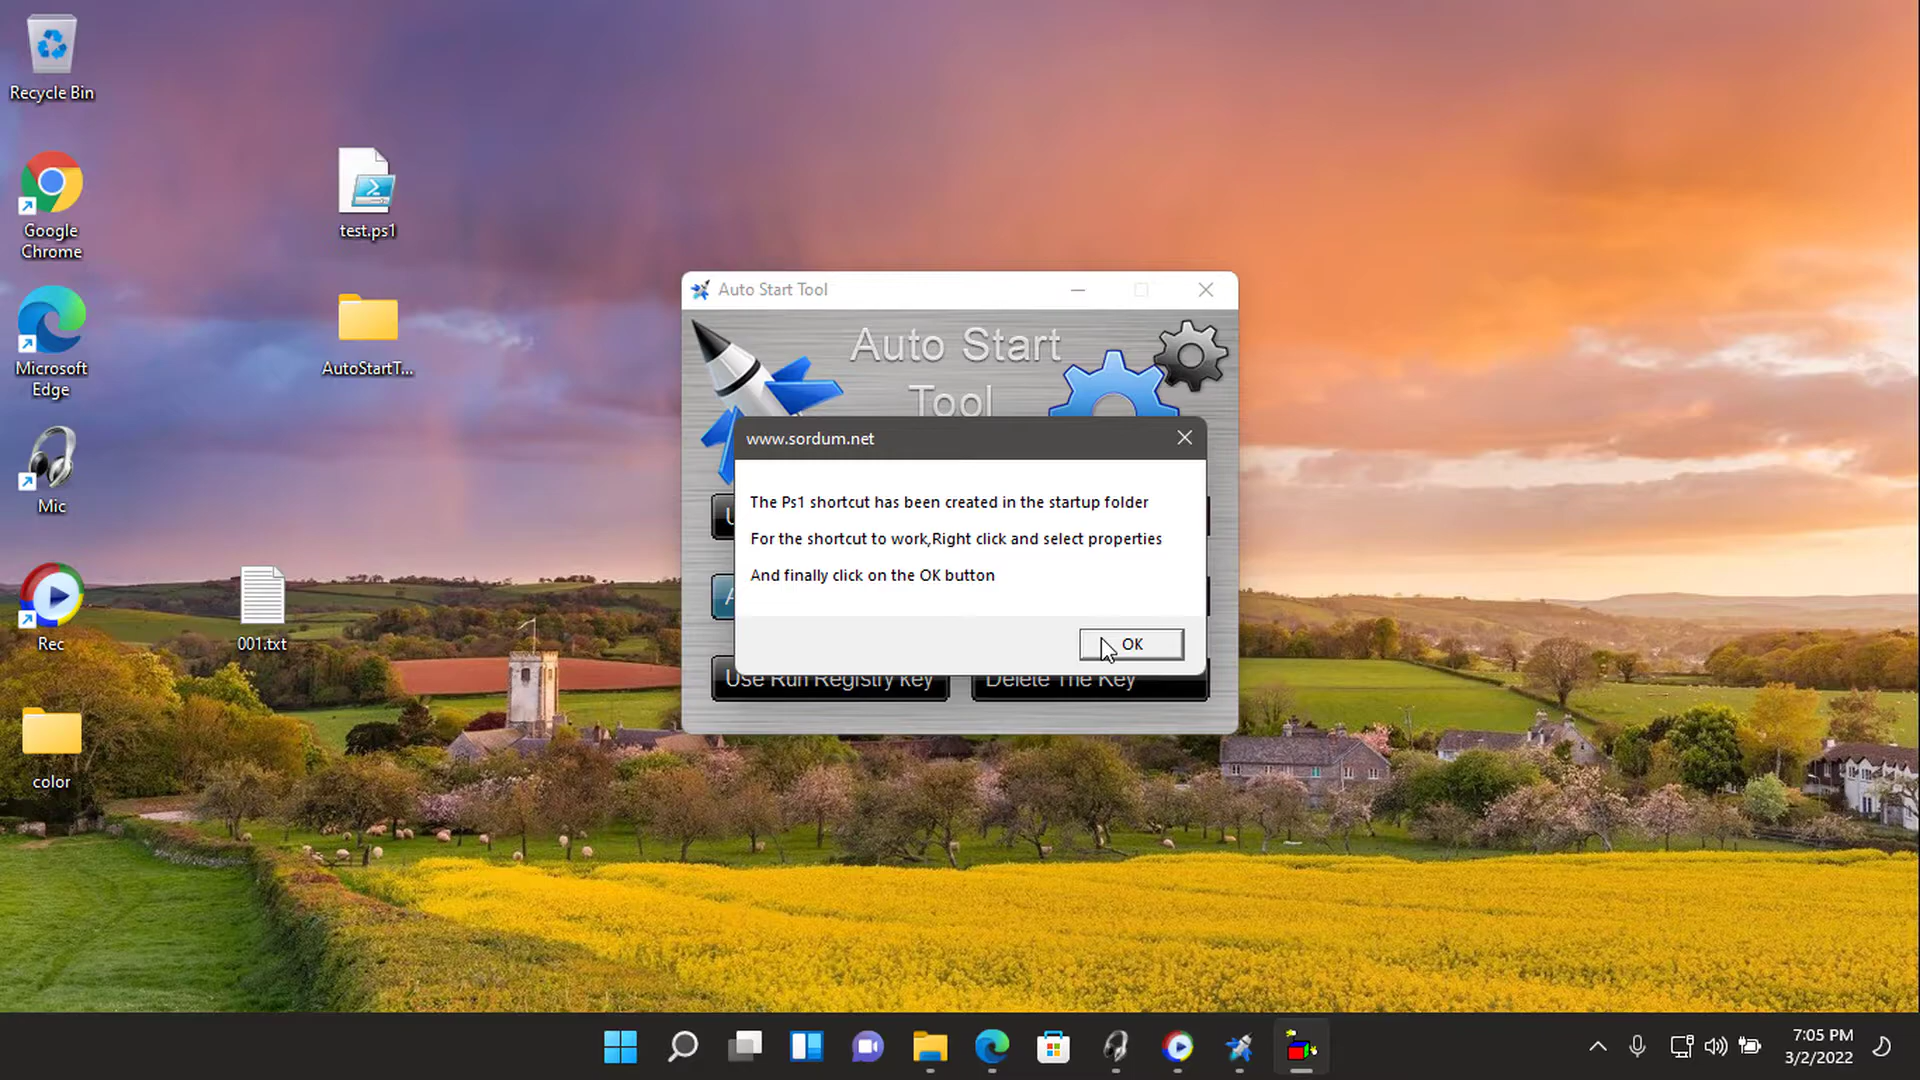 Recycle Bin
Google
Chrome
Microsoft
Edge
Mic
Rec
color
test.ps1
AutoStartT...
001.txt
Auto Start Tool
Auto Start
Tool
www.sordum.net
The Ps1 shortcut has been created in the startup folder
For the shortcut to work,Right click and select properties
And finally click on the OK button
OK
Use Run Registry key
Delete The Key
7:05 PM
3/2/2022